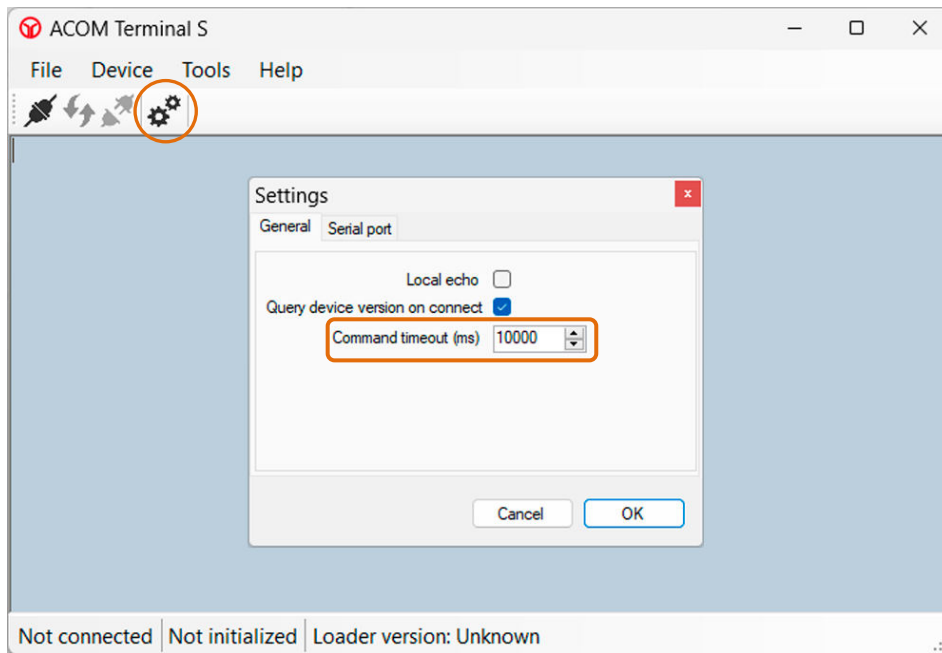 ACOM Terminal S
File Device Tools Help
Settings
General Serial port
Local echo
Query device version on connect
Command timeout (ms) 10000
Cancel OK
Not connected Not initialized Loader version: Unknown